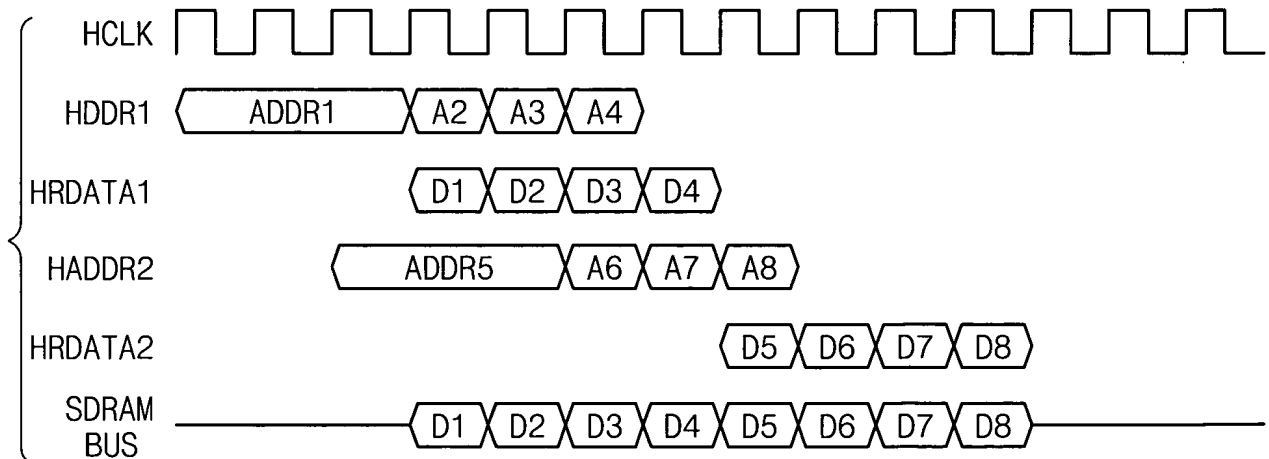 HCLK
HDDR1 ADDR1 A2 A3 A4
HRDATA1 D1 D2 D3 D4
HADDR2 ADDR5 A6 A7 A8
HRDATA2 D5 D6 D7 D8
SDRAM
BUS D1 D2 D3 D4 D5 D6 D7 D8